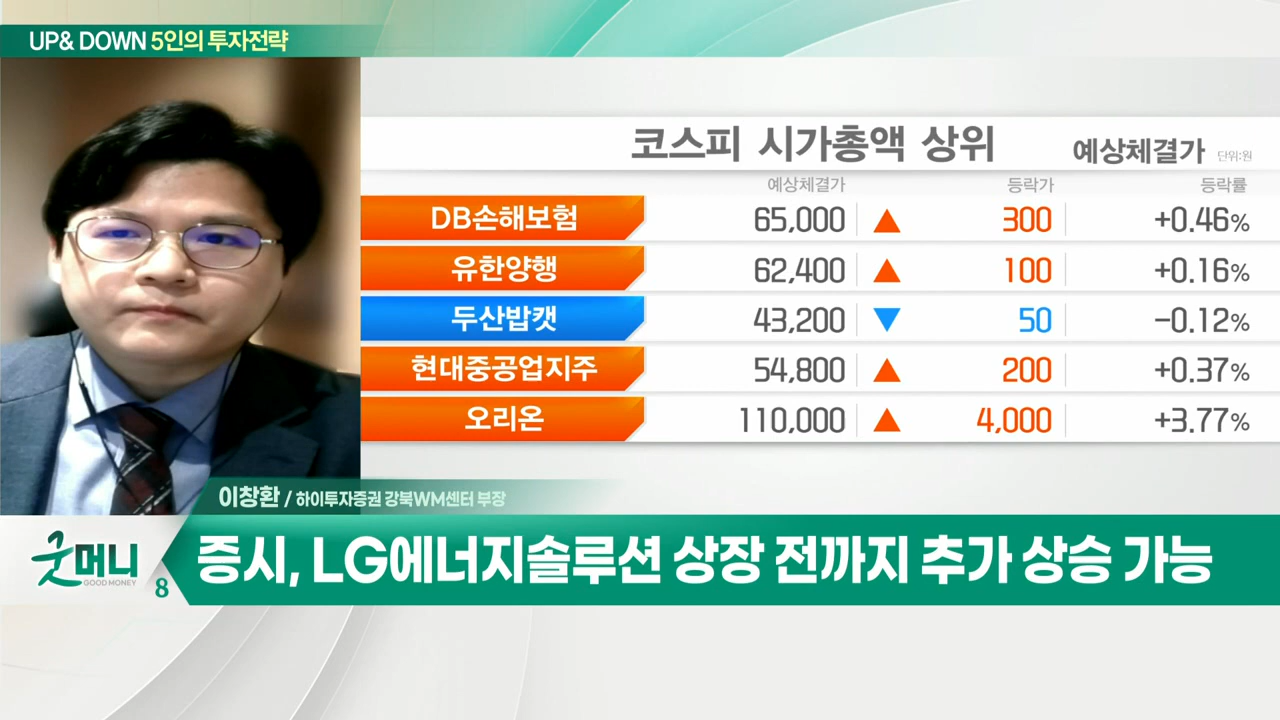 UP& DOWN 5인의 투자전략
코스피 시가총액 상위 예상체결가 단위:원
예상체결가 등락가 등락률
DB손해보험 65,000 ▲ 300 +0.46%
유한양행 62,400 ▲ 100 +0.16%
두산밥캣 43,200 ▼ 50 -0.12%
현대중공업지주 54,800 ▲ 200 +0.37%
오리온 110,000 ▲ 4,000 +3.77%
이창환 / 하이투자증권 강북WM센터 부장
굿머니
GOOD MONEY
8
증시, LG에너지솔루션 상장 전까지 추가 상승 가능